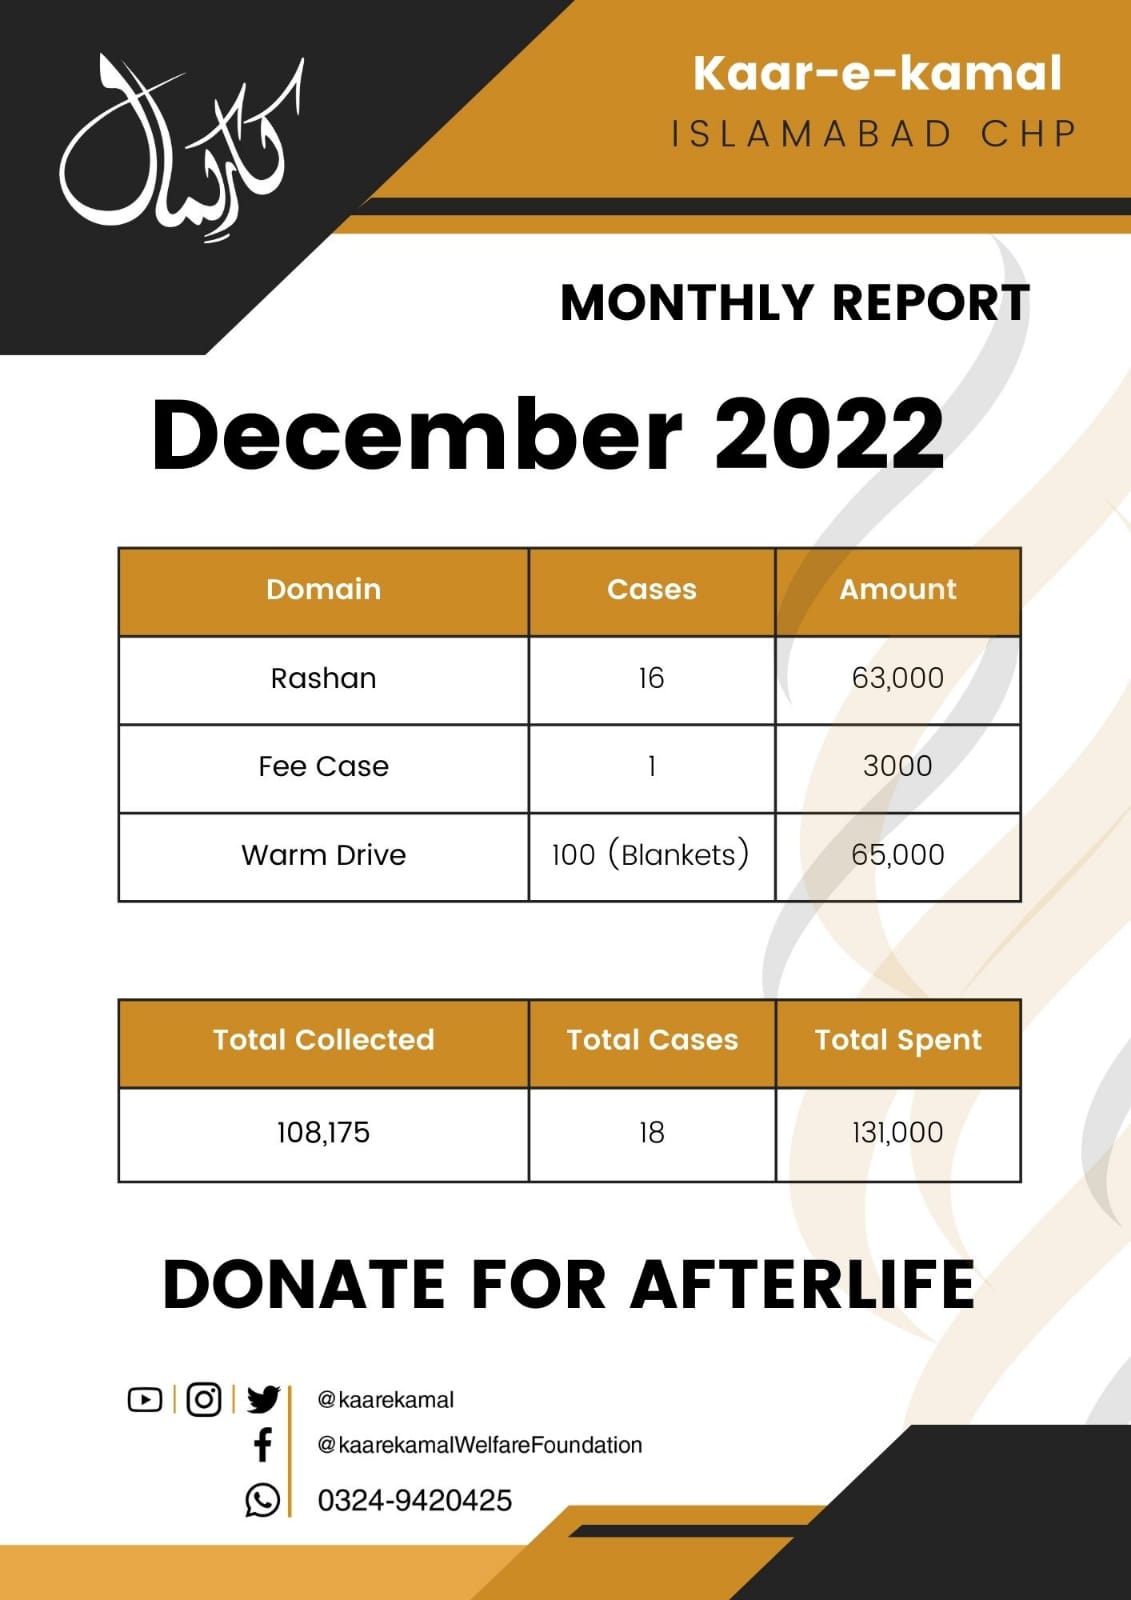 کارِکمال
Kaar-e-kamal
ISLAMABAD CHP
MONTHLY REPORT
December 2022
Domain Cases Amount
Rashan 16 63,000
Fee Case 1 3000
Warm Drive 100 (Blankets) 65,000
Total Collected Total Cases Total Spent
108,175 18 131,000
DONATE FOR AFTERLIFE
@kaarekamal
@kaarekamalWelfareFoundation
0324-9420425